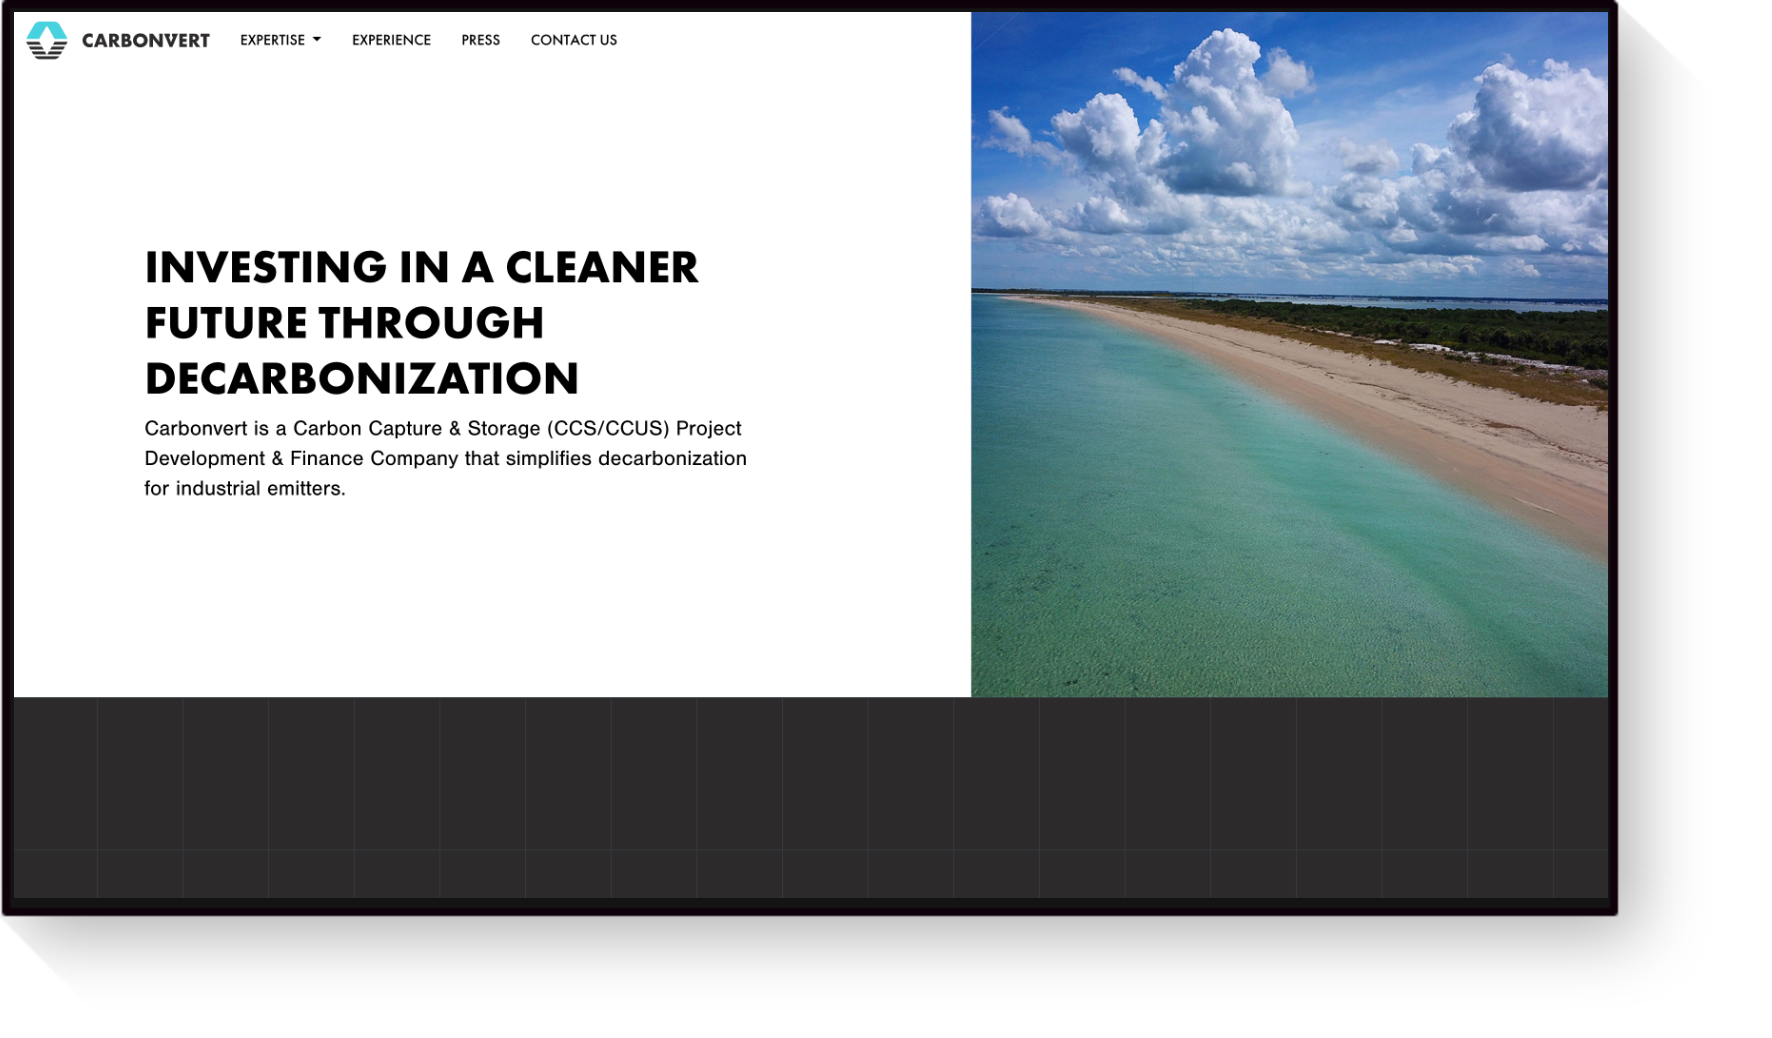 CARBONVERT
EXPERTISE
EXPERIENCE
PRESS
CONTACT US
INVESTING IN A CLEANER
FUTURE THROUGH
DECARBONIZATION
Carbonvert is a Carbon Capture & Storage (CCS/CCUS) Project
Development & Finance Company that simplifies decarbonization
for industrial emitters.